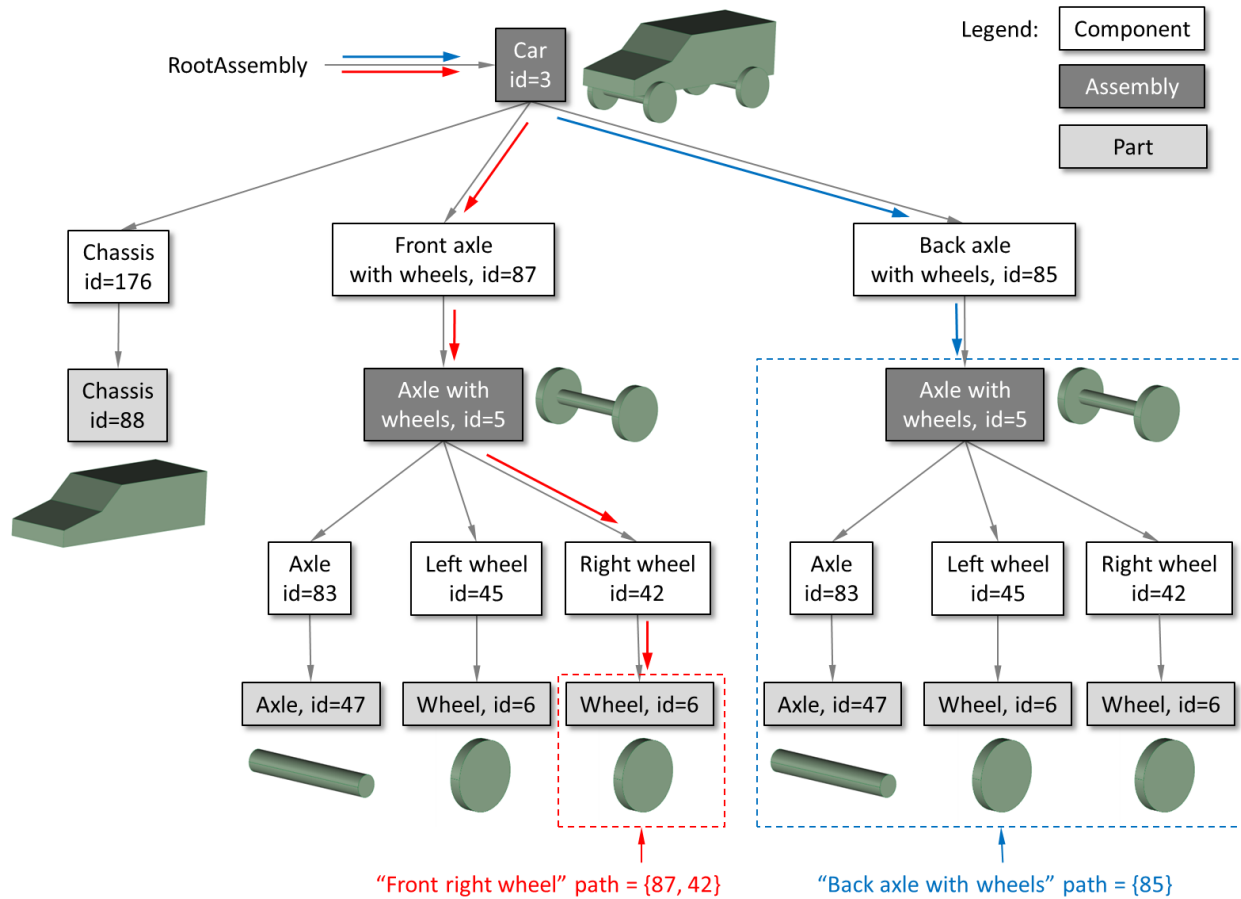 RootAssembly
Car
id=3
Legend:
Component
Assembly
Part
Chassis
id=176
Front axle
with wheels, id=87
Back axle
with wheels, id=85
Chassis
id=88
Axle with
wheels, id=5
Axle with
wheels, id=5
Axle
id=83
Left wheel
id=45
Right wheel
id=42
Axle
id=83
Left wheel
id=45
Right wheel
id=42
Axle, id=47
Wheel, id=6
Wheel, id=6
Axle, id=47
Wheel, id=6
Wheel, id=6
“Front right wheel” path = {87, 42}
“Back axle with wheels” path = {85}